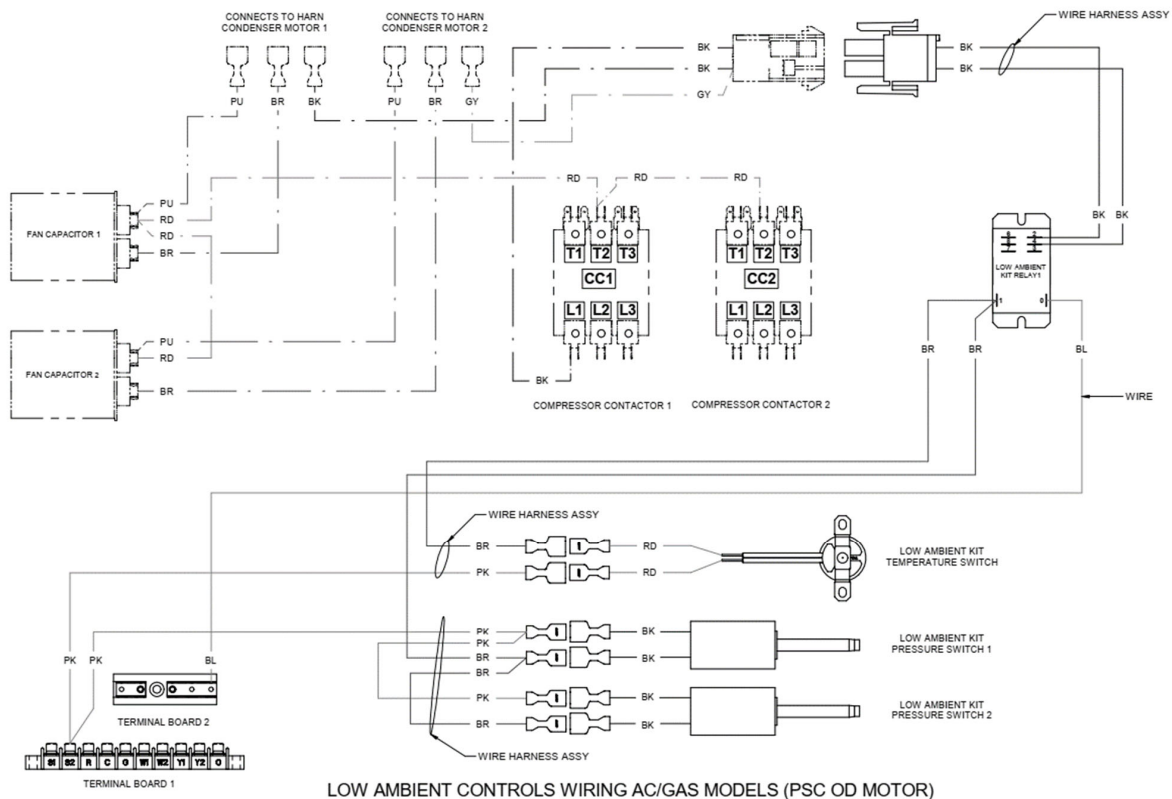 CONNECTS TO HARN
CONDENSER MOTOR 1
CONNECTS TO HARN
CONDENSER MOTOR 2
WIRE HARNESS ASSY
BK
BK
BK
BK
GY
PU
BR
BK
PU
BR
GY
RD
RD
RD
PU
RD
RD
BR
FAN CAPACITOR 1
T1
T2
T3
CC1
L1
L2
L3
T1
T2
T3
CC2
L1
L2
L3
BK
BK
LOW AMBIENT
KIT RELAY1
1
0
PU
RD
BR
FAN CAPACITOR 2
BK
COMPRESSOR CONTACTOR 1
COMPRESSOR CONTACTOR 2
BR
BR
BL
WIRE
WIRE HARNESS ASSY
BR
RD
PK
RD
LOW AMBIENT KIT
TEMPERATURE SWITCH
PK
PK
BR
BR
PK
BR
BK
BK
BK
BK
LOW AMBIENT KIT
PRESSURE SWITCH 1
LOW AMBIENT KIT
PRESSURE SWITCH 2
PK
PK
BL
TERMINAL BOARD 2
WIRE HARNESS ASSY
S1
S2
R
C
G
W1
W2
Y1
Y2
O
TERMINAL BOARD 1
LOW AMBIENT CONTROLS WIRING AC/GAS MODELS (PSC OD MOTOR)